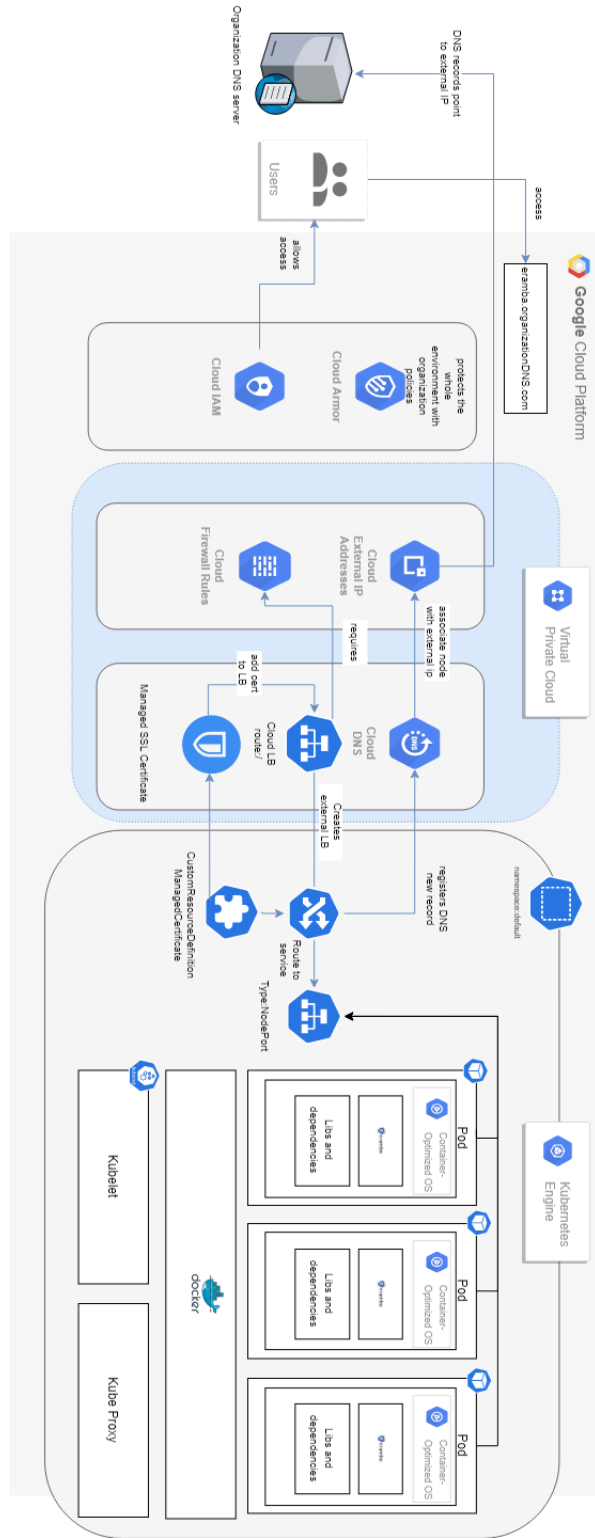 DNS records point
to external IP
Organization DNS server
Users
access
allows
access
eramba.organizationDNS.com
Google Cloud Platform
protects the
whole
environment with
organization
policies
Cloud Armor
Cloud IAM
Virtual
Private Cloud
Cloud
External IP
Addresses
Cloud
Firewall Rules
associate node
with external ip
requires
add cert
to LB
Cloud
DNS
Cloud LB
route:/
Managed SSL Certificate
Creates
external LB
registers DNS
new record
CustomResourceDefinition
ManagedCertificate
Route to
service
Type:NodePort
namespace:default
Kubernetes
Engine
Pod
Container-
Optimized OS
eramba
Libs and
dependencies
Pod
Container-
Optimized OS
eramba
Libs and
dependencies
Pod
Container-
Optimized OS
eramba
Libs and
dependencies
docker
Kubelet
Kube Proxy